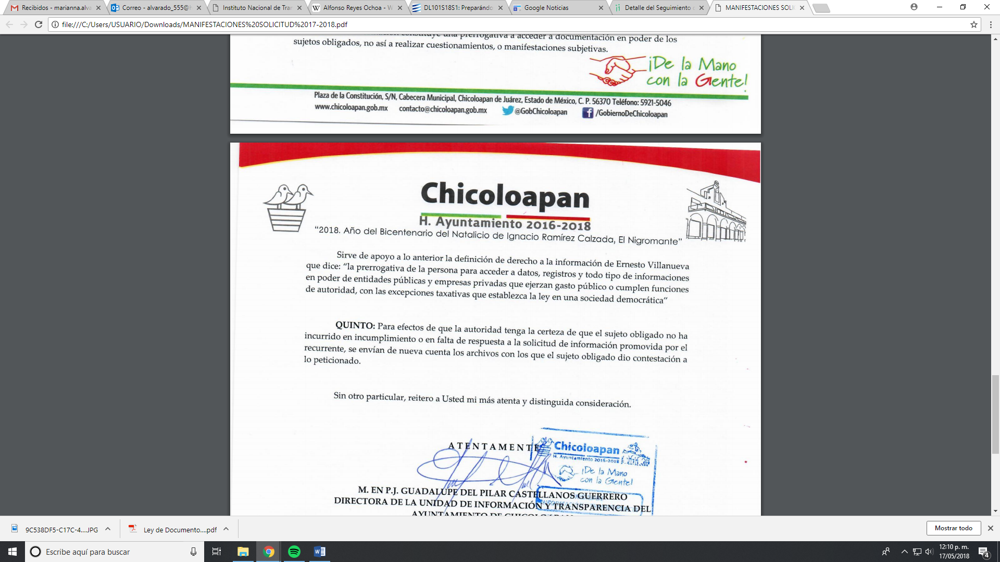 Recibidos - marianna.alva
Correo - alvarado_555@h
Instituto Nacional de Tran
Alfonso Reyes Ochoa - W
DL101S18S1: Preparándo
Google Noticias
Detalle del Seguimiento
MANIFESTACIONES SOLI
file:///C:/Users/USUARIO/Downloads/MANIFESTACIONES%20SOLICITUD%2017-2018.pdf
constituye una prerrogativa a acceder a documentación en poder de los
sujetos obligados, no así a realizar cuestionamientos, o manifestaciones subjetivas.
¡De la Mano
con la Gente!
Plaza de la Constitución, S/N, Cabecera Municipal, Chicoloapan de Juárez, Estado de México, C. P. 56370 Teléfono: 5921-5046
www.chicoloapan.gob.mx contacto@chicoloapan.gob.mx @GobChicoloapan /GobiernoDeChicoloapan
Chicoloapan
H. Ayuntamiento 2016-2018
“2018. Año del Bicentenario del Natalicio de Ignacio Ramírez Calzada, El Nigromante”
Sirve de apoyo a lo anterior la definición de derecho a la información de Ernesto Villanueva
que dice: “la prerrogativa de la persona para acceder a datos, registros y todo tipo de informaciones
en poder de entidades públicas y empresas privadas que ejerzan gasto público o cumplen funciones
de autoridad, con las excepciones taxativas que establezca la ley en una sociedad democrática”
QUINTO: Para efectos de que la autoridad tenga la certeza de que el sujeto obligado no ha
incurrido en incumplimiento o en falta de respuesta a la solicitud de información promovida por el
recurrente, se envían de nueva cuenta los archivos con los que el sujeto obligado dio contestación a
lo peticionado.
Sin otro particular, reitero a Usted mi más atenta y distinguida consideración.
A T E N T A M E N T E
Chicoloapan
H. Ayuntamiento 2016-2018
¡De la Mano
con la Gente!
M. EN P.J. GUADALUPE DEL PILAR CASTELLANOS GUERRERO
DIRECTORA DE LA UNIDAD DE INFORMACIÓN Y TRANSPARENCIA DEL
AYUNTAMIENTO DE CHICOLOAPAN
9C538DF5-C17C-4....JPG
Ley de Documento....pdf
Mostrar todo
Escribe aquí para buscar
12:10 p. m.
17/05/2018
4